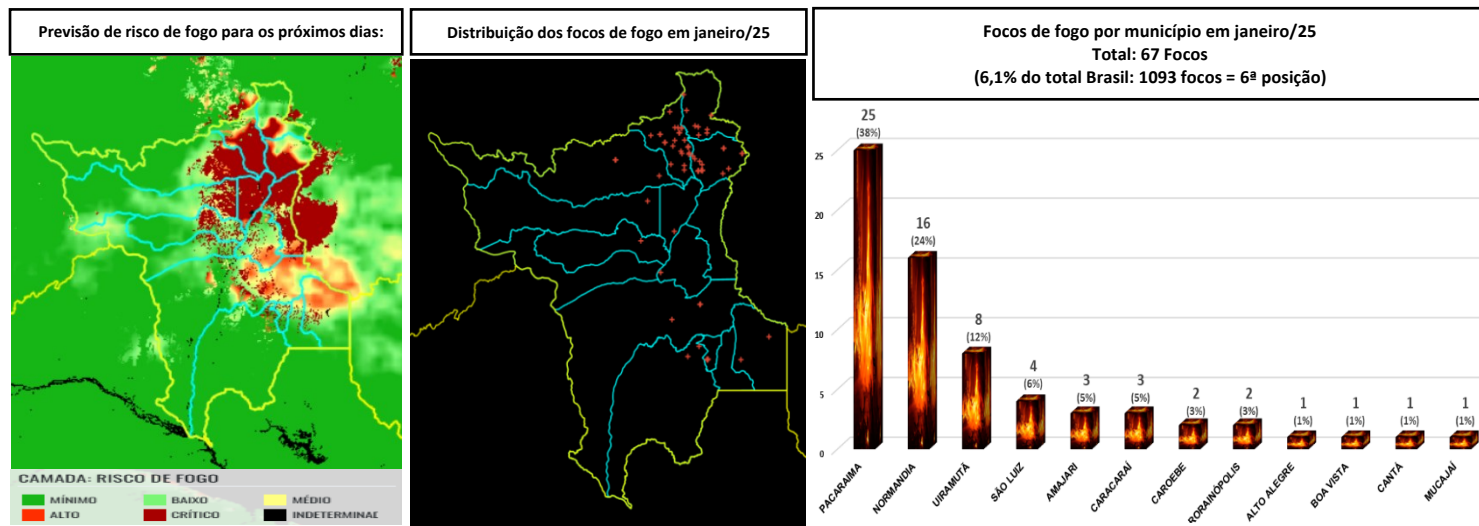 Previsão de risco de fogo para os próximos dias:
CAMADA: RISCO DE FOGO
MÍNIMO
BAIXO
MÉDIO
ALTO
CRÍTICO
INDETERMINAD
Distribuição dos focos de fogo em janeiro/25
Focos de fogo por município em janeiro/25
Total: 67 Focos
(6,1% do total Brasil: 1093 focos = 6ª posição)
25
20
15
10
5
0
25
(38%)
16
(24%)
8
(12%)
4
(6%)
3
(5%)
3
(5%)
2
(3%)
2
(3%)
1
(1%)
1
(1%)
1
(1%)
1
(1%)
PACARAIMA
NORMANDIA
UIRAMUTÃ
SÃO LUIZ
AMAJARI
CARACARAÍ
CAROEBE
RORAINÓPOLIS
ALTO ALEGRE
BOA VISTA
CANTÁ
MUCAJAÍ